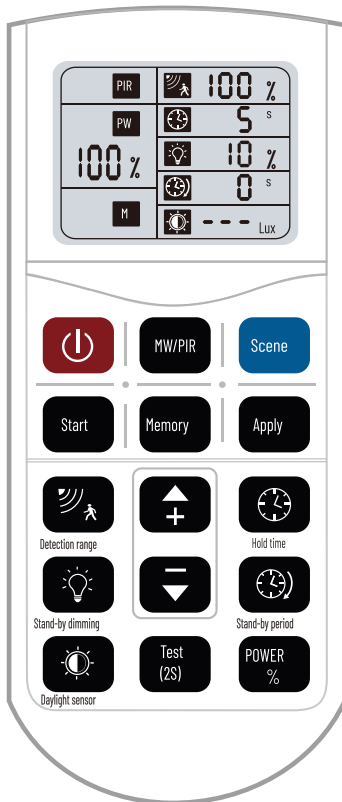 PIR
100 %
PW
5 s
100 %
10 %
0 s
M
--- Lux
MW/PIR
Scene
Start
Memory
Apply
Detection range
Hold time
Stand-by dimming
Stand-by period
Test
(2S)
POWER
%
Daylight sensor